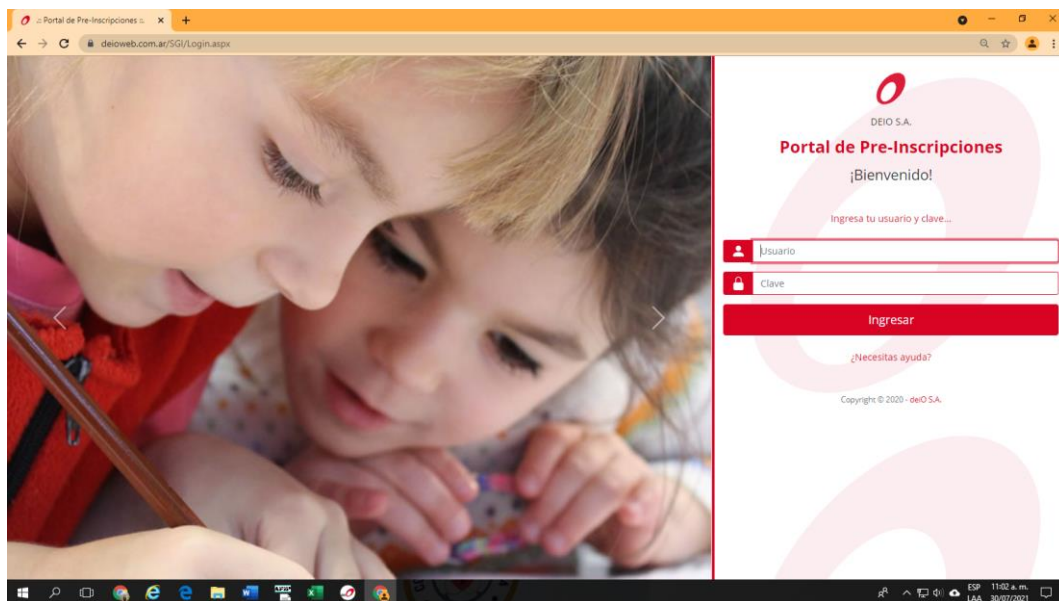 .:: Portal de Pre-Inscripciones ::.
deioweb.com.ar/SGI/Login.aspx
DEIO S.A.
Portal de Pre-Inscripciones
¡Bienvenido!
Ingresa tu usuario y clave...
Usuario
Clave
Ingresar
¿Necesitas ayuda?
Copyright © 2020 - deiO S.A.
ESP
LAA
11:02 a. m.
30/07/2021